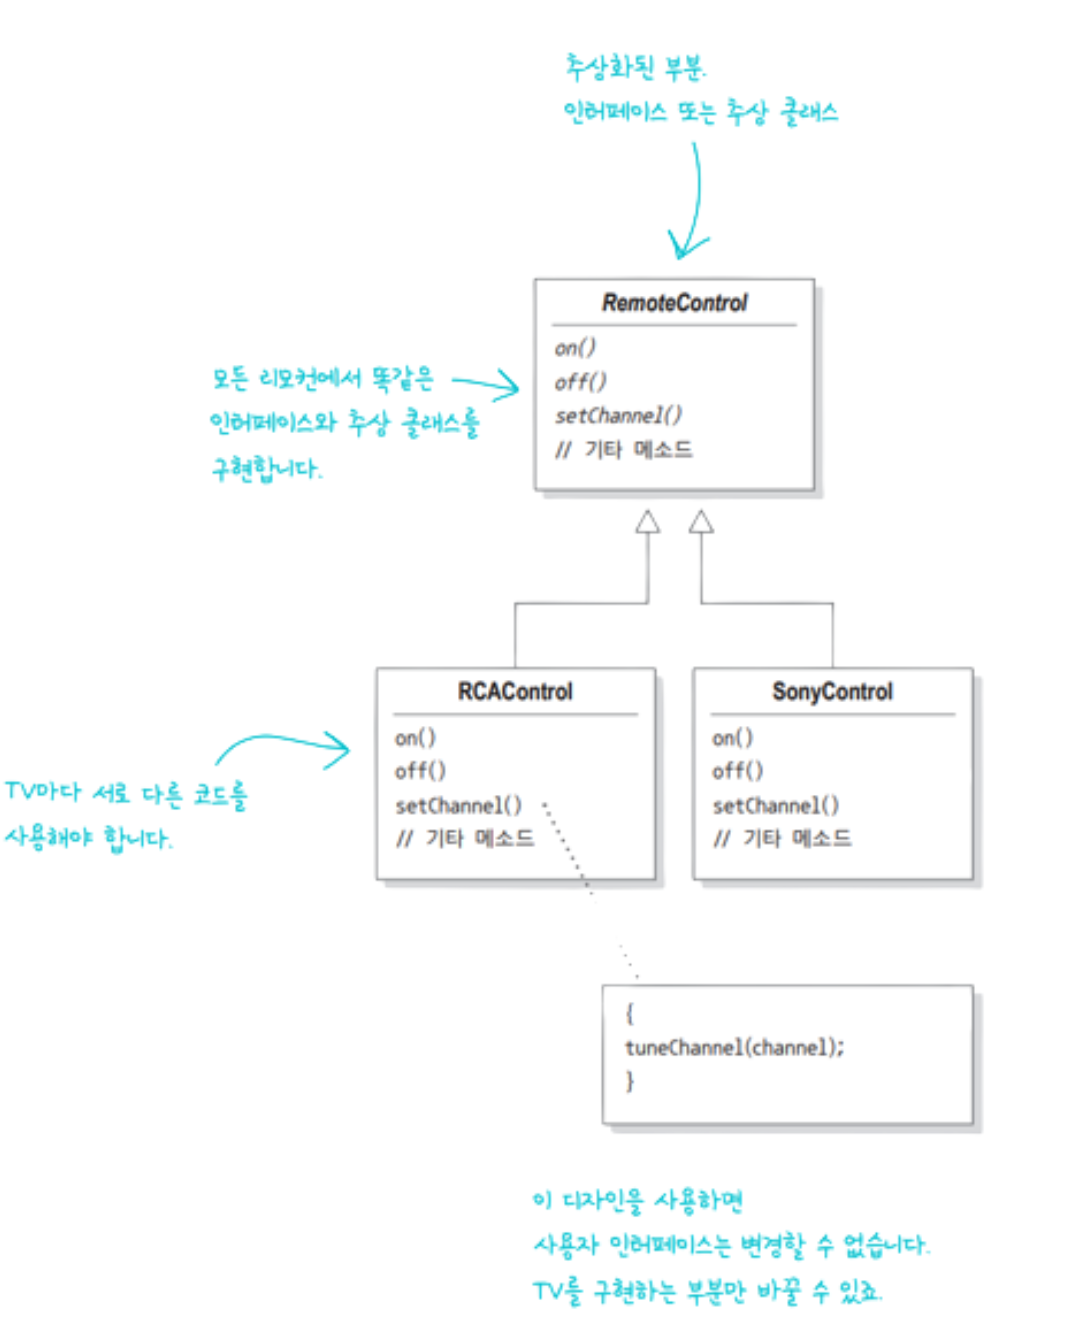 추상화된 부분.
인터페이스 또는 추상 클래스
RemoteControl
on()
off()
setChannel()
// 기타 메소드
모든 리모컨에서 똑같은
인터페이스와 추상 클래스를
구현합니다.
RCAControl
on()
off()
setChannel()
// 기타 메소드
SonyControl
on()
off()
setChannel()
// 기타 메소드
TV마다 서로 다른 코드를
사용해야 합니다.
{
tuneChannel(channel);
}
이 디자인을 사용하면
사용자 인터페이스는 변경할 수 없습니다.
TV를 구현하는 부분만 바꿀 수 있죠.